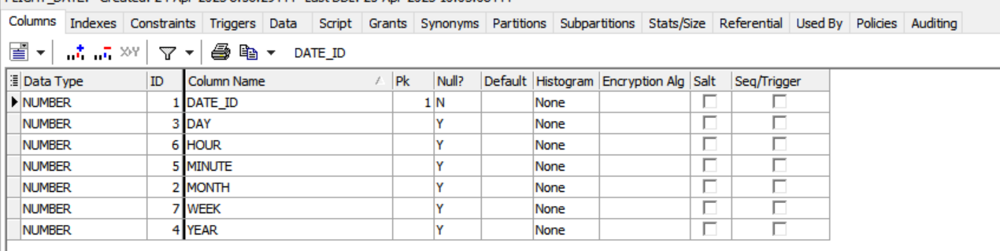 Columns Indexes Constraints Triggers Data Script Grants Synonyms Partitions Subpartitions Stats/Size Referential Used By Policies Auditing
X>Y DATE_ID
Data Type ID Column Name Pk Null? Default Histogram Encryption Alg Salt Seq/Trigger
NUMBER 1 DATE_ID 1 N None
NUMBER 3 DAY Y None
NUMBER 6 HOUR Y None
NUMBER 5 MINUTE Y None
NUMBER 2 MONTH Y None
NUMBER 7 WEEK Y None
NUMBER 4 YEAR Y None